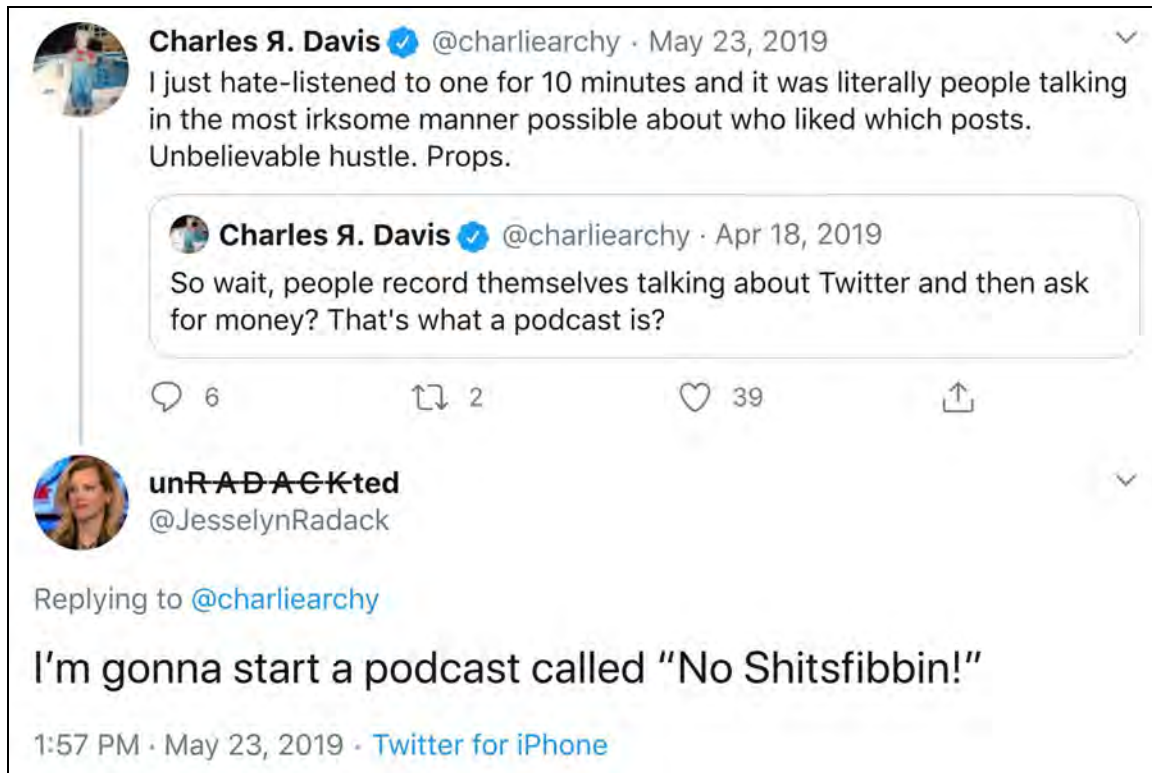 Charles Я. Davis @charliearchy · May 23, 2019
I just hate-listened to one for 10 minutes and it was literally people talking
in the most irksome manner possible about who liked which posts.
Unbelievable hustle. Props.
Charles Я. Davis @charliearchy · Apr 18, 2019
So wait, people record themselves talking about Twitter and then ask
for money? That's what a podcast is?
6 2 39
unR̶A̶D̶A̶C̶K̶ted
@JesselynRadack
Replying to @charliearchy
I’m gonna start a podcast called “No Shitsfibbin!”
1:57 PM · May 23, 2019 · Twitter for iPhone